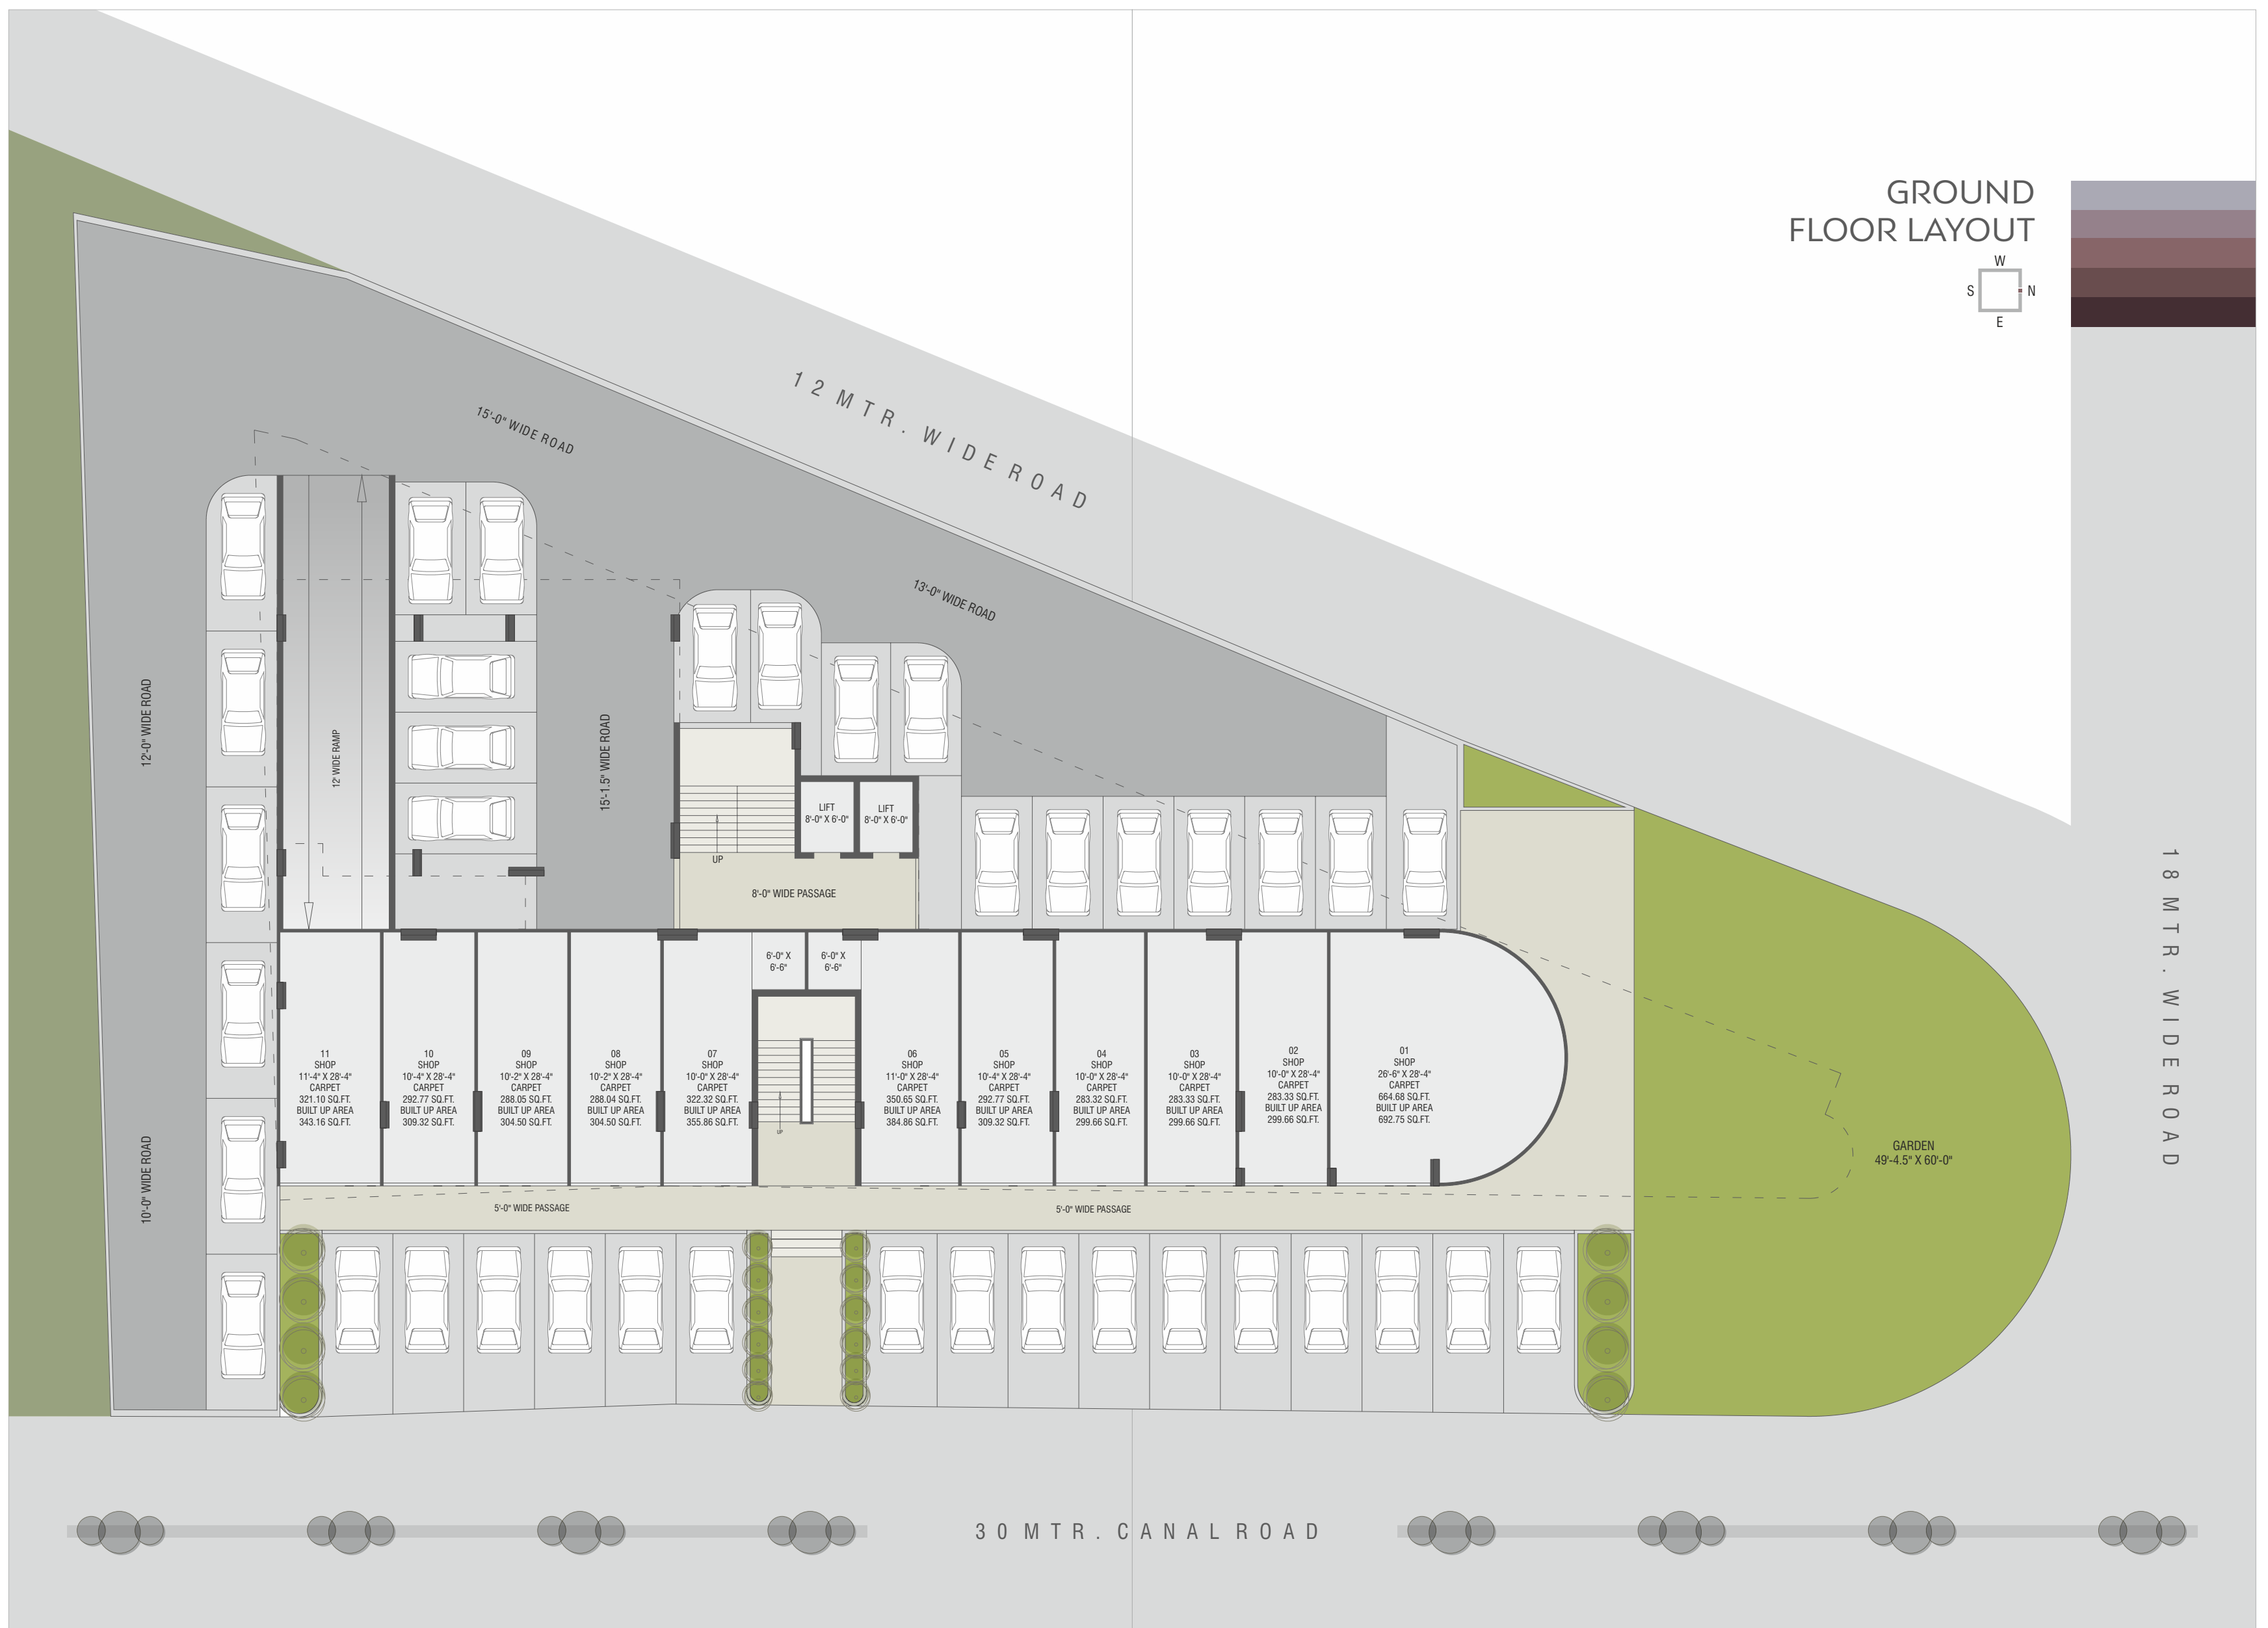 GROUND
FLOOR LAYOUT
W
S
N
E
12 MTR. WIDE ROAD
15'-0" WIDE ROAD
13'-0" WIDE ROAD
12'-0" WIDE ROAD
12' WIDE RAMP
15'-1.5" WIDE ROAD
LIFT
8'-0" X 6'-0"
LIFT
8'-0" X 6'-0"
UP
8'-0" WIDE PASSAGE
18 MTR. WIDE ROAD
6'-0" X
6'-6"
6'-0" X
6'-6"
11
SHOP
11'-4" X 28'-4"
CARPET
321.10 SQ.FT.
BUILT UP AREA
343.16 SQ.FT.
10
SHOP
10'-4" X 28'-4"
CARPET
292.77 SQ.FT.
BUILT UP AREA
309.32 SQ.FT.
09
SHOP
10'-2" X 28'-4"
CARPET
288.05 SQ.FT.
BUILT UP AREA
304.50 SQ.FT.
08
SHOP
10'-2" X 28'-4"
CARPET
288.04 SQ.FT.
BUILT UP AREA
304.50 SQ.FT.
07
SHOP
10'-0" X 28'-4"
CARPET
322.32 SQ.FT.
BUILT UP AREA
355.86 SQ.FT.
UP
06
SHOP
11'-0" X 28'-4"
CARPET
350.65 SQ.FT.
BUILT UP AREA
384.86 SQ.FT.
05
SHOP
10'-4" X 28'-4"
CARPET
292.77 SQ.FT.
BUILT UP AREA
309.32 SQ.FT.
04
SHOP
10'-0" X 28'-4"
CARPET
283.32 SQ.FT.
BUILT UP AREA
299.66 SQ.FT.
03
SHOP
10'-0" X 28'-4"
CARPET
283.33 SQ.FT.
BUILT UP AREA
299.66 SQ.FT.
02
SHOP
10'-0" X 28'-4"
CARPET
283.33 SQ.FT.
BUILT UP AREA
299.66 SQ.FT.
01
SHOP
26'-6" X 28'-4"
CARPET
664.68 SQ.FT.
BUILT UP AREA
692.75 SQ.FT.
GARDEN
49'-4.5" X 60'-0"
10'-0" WIDE ROAD
5'-0" WIDE PASSAGE
5'-0" WIDE PASSAGE
30 MTR. CANAL ROAD